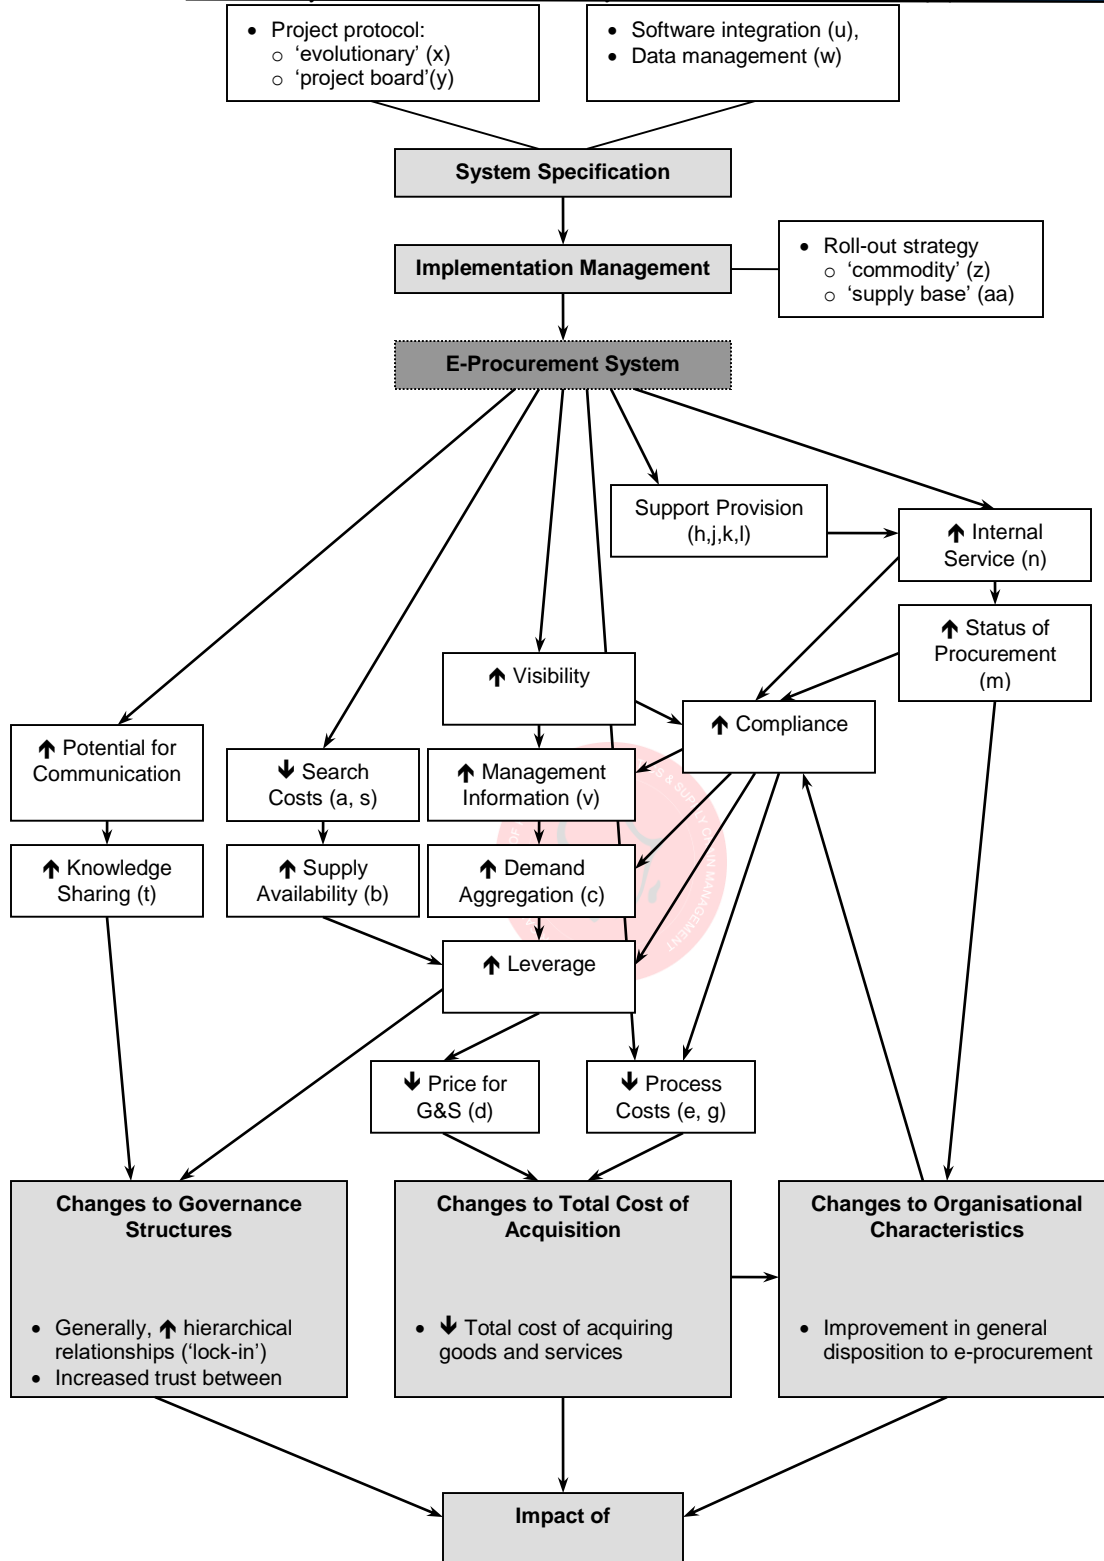 • Project protocol:
o ‘evolutionary’ (x)
o ‘project board’(y)
• Software integration (u),
• Data management (w)
System Specification
Implementation Management
• Roll-out strategy
o ‘commodity’ (z)
o ‘supply base’ (aa)
E-Procurement System
Support Provision
(h,j,k,l)
🡩 Internal
Service (n)
🡩 Status of
Procurement
(m)
🡩 Visibility
🡩 Compliance
🡩 Potential for
Communication
🡫 Search
Costs (a, s)
🡩 Management
Information (v)
🡩 Knowledge
Sharing (t)
🡩 Supply
Availability (b)
🡩 Demand
Aggregation (c)
🡩 Leverage
🡫 Price for
G&S (d)
🡫 Process
Costs (e, g)
Changes to Governance
Structures
• Generally, 🡩 hierarchical
relationships (‘lock-in’)
• Increased trust between
Changes to Total Cost of
Acquisition
• 🡫 Total cost of acquiring
goods and services
Changes to Organisational
Characteristics
• Improvement in general
disposition to e-procurement
Impact of